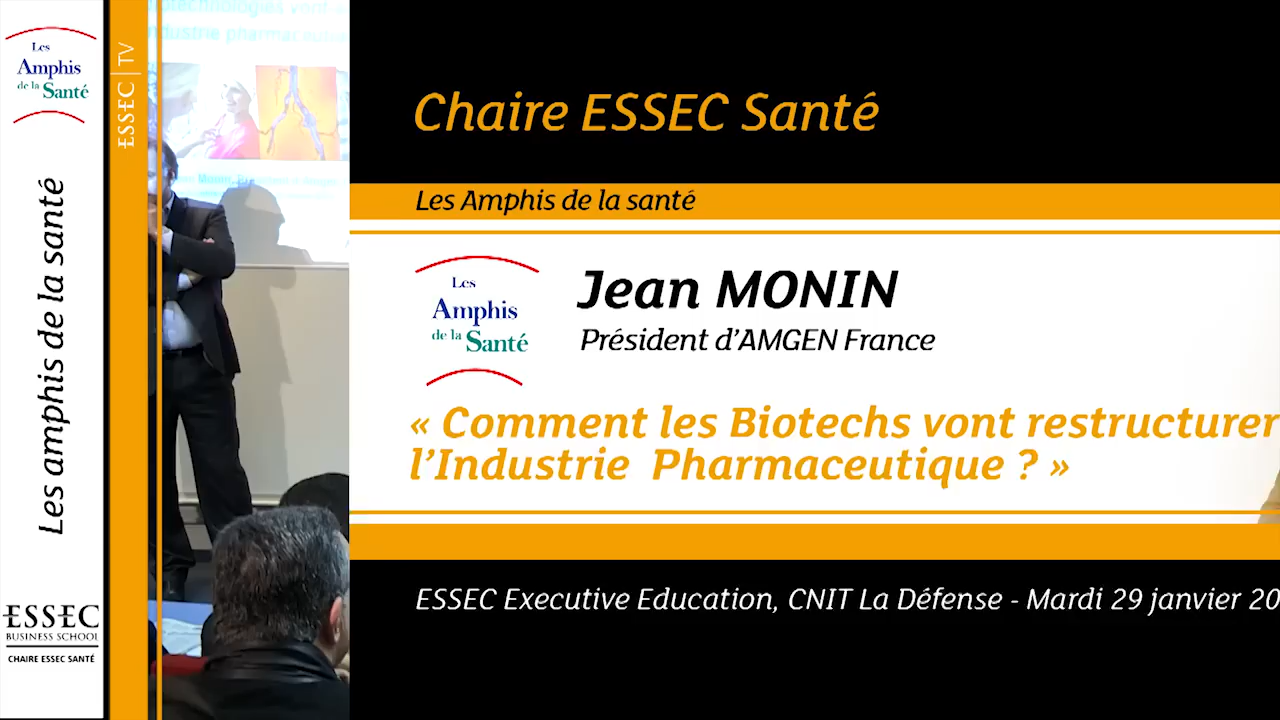 Les
Amphis
de la Santé
ESSEC | TV
Les amphis de la santé
ESSEC
BUSINESS SCHOOL
CHAIRE ESSEC SANTÉ
Chaire ESSEC Santé
Les Amphis de la santé
Les
Amphis
de la Santé
Jean MONIN
Président d'AMGEN France
« Comment les Biotechs vont restructurer
l'Industrie Pharmaceutique ? »
ESSEC Executive Education, CNIT La Défense - Mardi 29 janvier 20